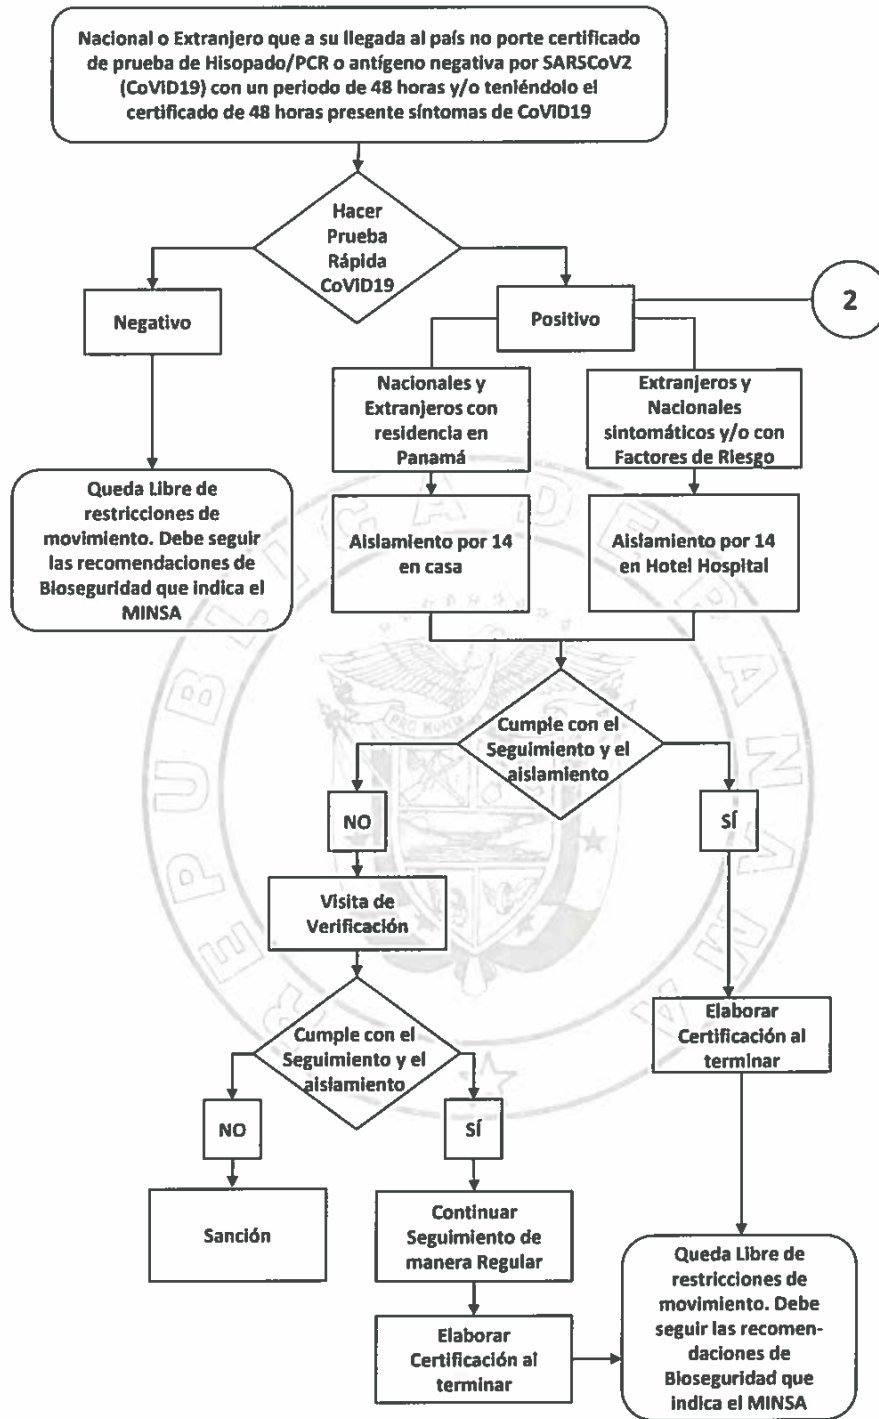 Nacional o Extranjero que a su llegada al país no porte certificado
de prueba de Hisopado/PCR o antígeno negativa por SARSCoV2
(CoViD19) con un periodo de 48 horas y/o teniéndolo el
certificado de 48 horas presente síntomas de CoViD19
Hacer
Prueba
Rápida
CoViD19
Negativo
Positivo
2
Nacionales y
Extranjeros con
residencia en
Panamá
Extranjeros y
Nacionales
sintomáticos y/o con
Factores de Riesgo
Queda Libre de
restricciones de
movimiento. Debe seguir
las recomendaciones de
Bioseguridad que indica el
MINSA
Aislamiento por 14
en casa
Aislamiento por 14
en Hotel Hospital
Cumple con el
Seguimiento y el
aislamiento
NO
SÍ
Visita de
Verificación
Cumple con el
Seguimiento y el
aislamiento
Elaborar
Certificación al
terminar
NO
SÍ
Sanción
Continuar
Seguimiento de
manera Regular
Elaborar
Certificación al
terminar
Queda Libre de
restricciones de
movimiento. Debe
seguir las recomen-
daciones de
Bioseguridad que
indica el MINSA
REPUBLICA DE PANAMA
PRO MUNDI